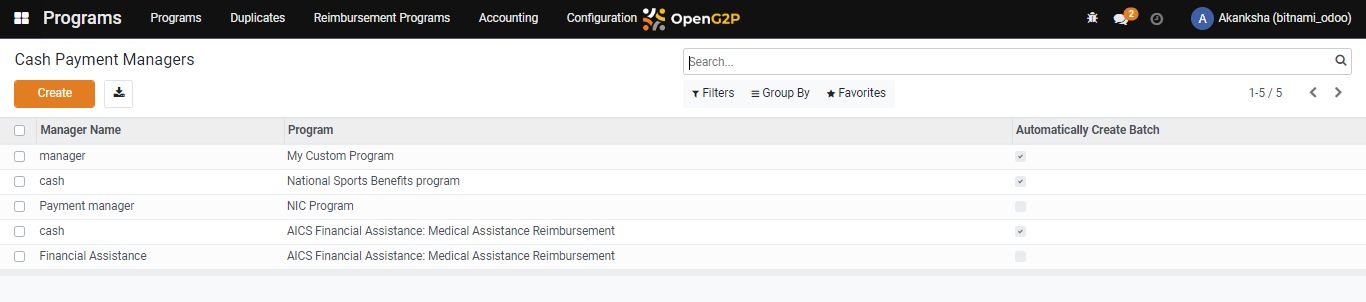 Programs Programs Duplicates Reimbursement Programs Accounting Configuration OpenG2P 2 A Akanksha (bitnami_odoo)
Cash Payment Managers Search...
Create Filters Group By Favorites 1-5 / 5
Manager Name Program Automatically Create Batch
manager My Custom Program
cash National Sports Benefits program
Payment manager NIC Program
cash AICS Financial Assistance: Medical Assistance Reimbursement
Financial Assistance AICS Financial Assistance: Medical Assistance Reimbursement